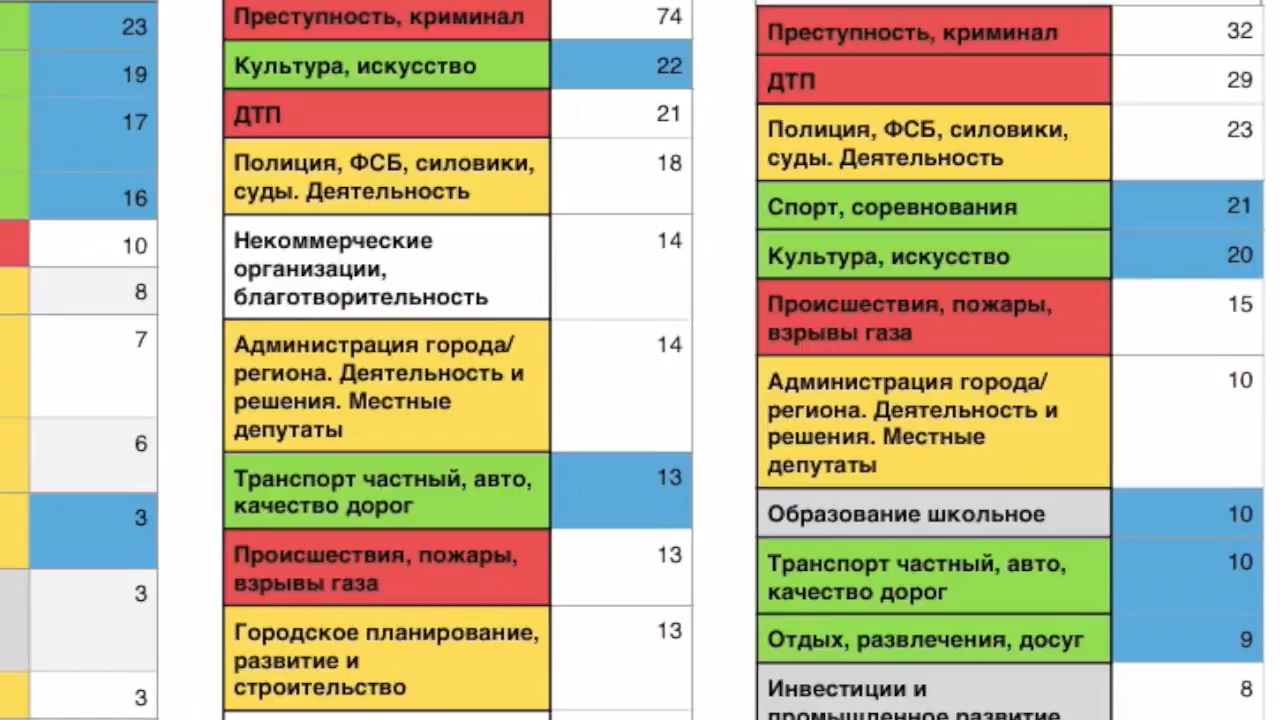 23
19
17
16
10
8
7
6
3
3
3
Преступность, криминал 74
Культура, искусство 22
ДТП 21
Полиция, ФСБ, силовики, 18
суды. Деятельность
Некоммерческие 14
организации,
благотворительность
Администрация города/ 14
региона. Деятельность и
решения. Местные
депутаты
Транспорт частный, авто, 13
качество дорог
Происшествия, пожары, 13
взрывы газа
Городское планирование, 13
развитие и
строительство
Преступность, криминал 32
ДТП 29
Полиция, ФСБ, силовики, 23
суды. Деятельность
Спорт, соревнования 21
Культура, искусство 20
Происшествия, пожары, 15
взрывы газа
Администрация города/ 10
региона. Деятельность и
решения. Местные
депутаты
Образование школьное 10
Транспорт частный, авто, 10
качество дорог
Отдых, развлечения, досуг 9
Инвестиции и 8
промышленное развитие